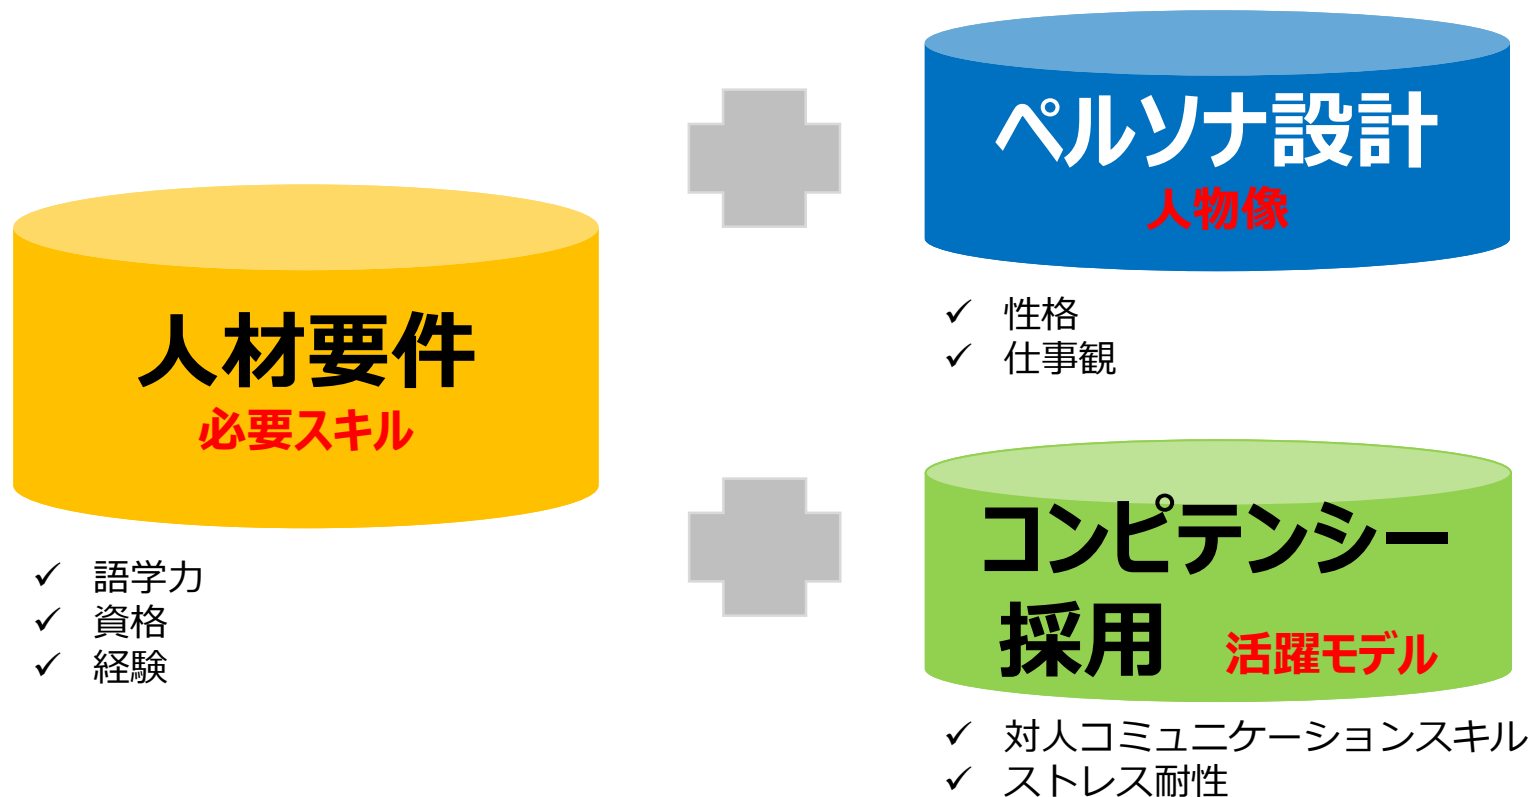 人材要件
必要スキル
✓ 語学力
✓ 資格
✓ 経験
ペルソナ設計
人物像
✓ 性格
✓ 仕事観
コンピテンシー
採用 活躍モデル
✓ 対人コミュニケーションスキル
✓ ストレス耐性